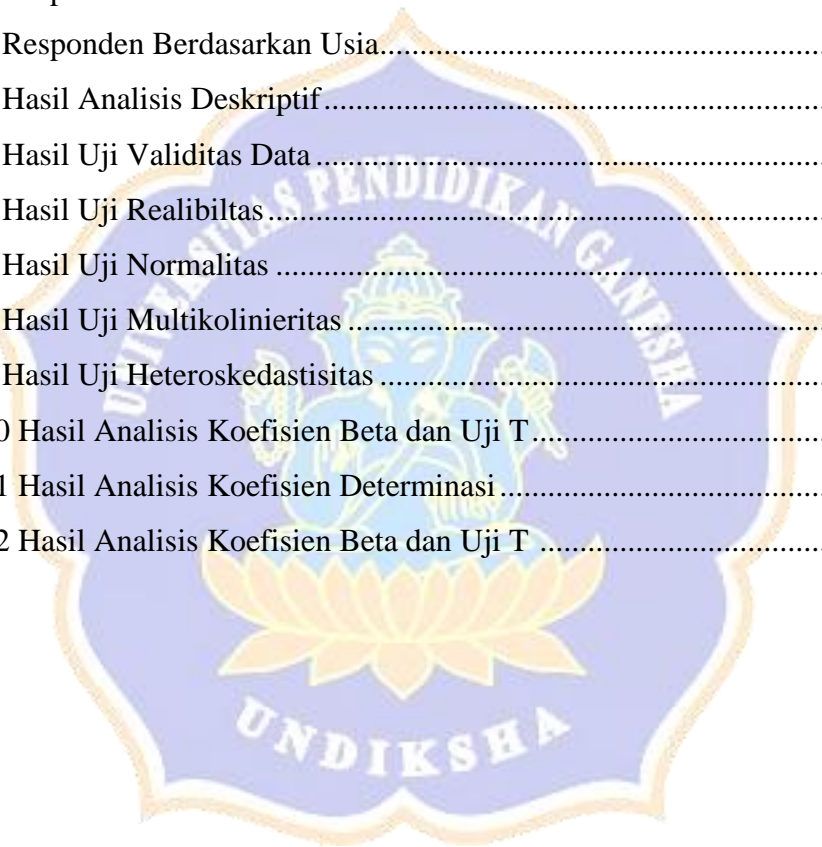 Responden Berdasarkan Usia............................................................
Hasil Analisis Deskriptif...................................................................
Hasil Uji Validitas Data ....................................................................
Hasil Uji Realibiltas..........................................................................
Hasil Uji Normalitas .........................................................................
Hasil Uji Multikolinieritas ................................................................
Hasil Uji Heteroskedastisitas ............................................................
0 Hasil Analisis Koefisien Beta dan Uji T........................................
1 Hasil Analisis Koefisien Determinasi............................................
2 Hasil Analisis Koefisien Beta dan Uji T .......................................
UNIVERSITAS PENDIDIKAN GANESHA
UNDIKSHA